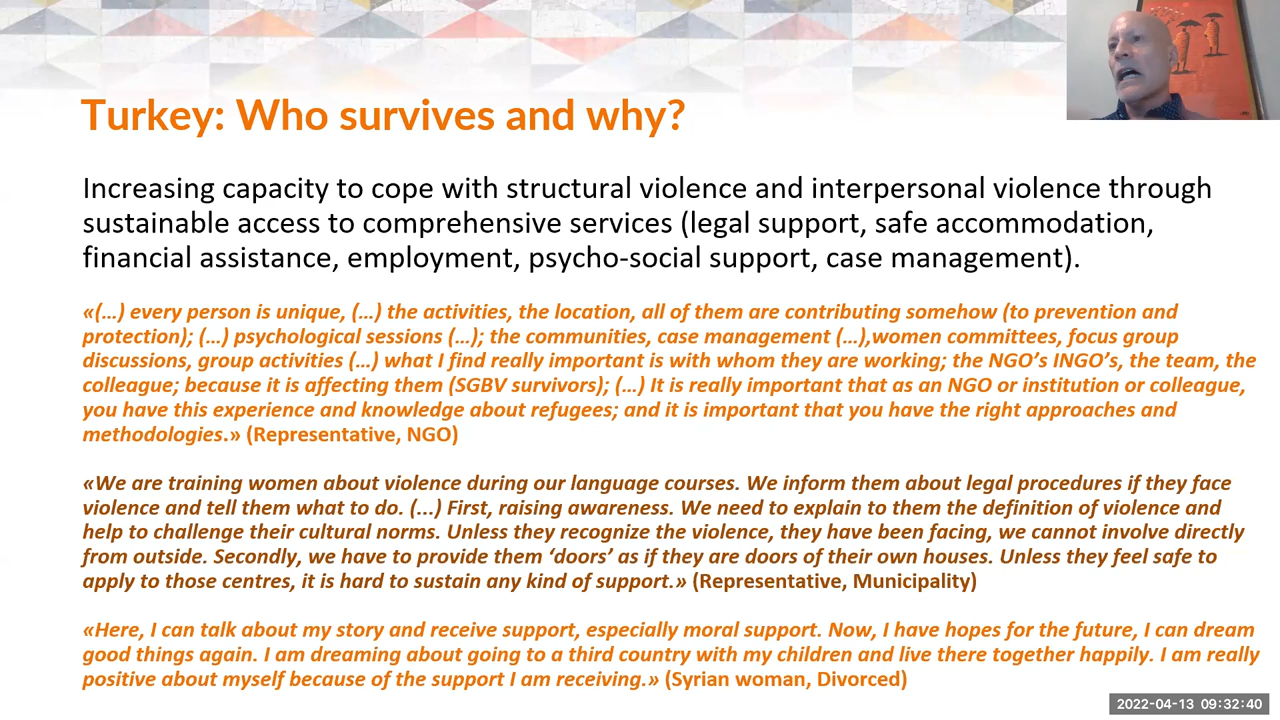 Turkey: Who survives and why?
Increasing capacity to cope with structural violence and interpersonal violence through
sustainable access to comprehensive services (legal support, safe accommodation,
financial assistance, employment, psycho-social support, case management).
«(…) every person is unique, (…) the activities, the location, all of them are contributing somehow (to prevention and
protection); (…) psychological sessions (…); the communities, case management (…),women committees, focus group
discussions, group activities (…) what I find really important is with whom they are working; the NGO’s INGO’s, the team, the
colleague; because it is affecting them (SGBV survivors); (…) It is really important that as an NGO or institution or colleague,
you have this experience and knowledge about refugees; and it is important that you have the right approaches and
methodologies.» (Representative, NGO)
«We are training women about violence during our language courses. We inform them about legal procedures if they face
violence and tell them what to do. (...) First, raising awareness. We need to explain to them the definition of violence and
help to challenge their cultural norms. Unless they recognize the violence, they have been facing, we cannot involve directly
from outside. Secondly, we have to provide them ‘doors’ as if they are doors of their own houses. Unless they feel safe to
apply to those centres, it is hard to sustain any kind of support.» (Representative, Municipality)
«Here, I can talk about my story and receive support, especially moral support. Now, I have hopes for the future, I can dream
good things again. I am dreaming about going to a third country with my children and live there together happily. I am really
positive about myself because of the support I am receiving.» (Syrian woman, Divorced)
2022-04-13 09:32:40